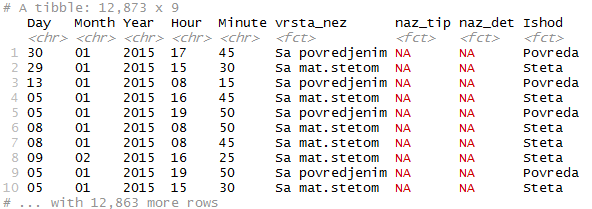 # A tibble: 12,873 x 9
Day Month Year Hour Minute vrsta_nez naz_tip naz_det Ishod
<chr> <chr> <chr> <chr> <chr> <fct> <fct> <fct> <fct>
1 30 01 2015 17 45 Sa povredjenim NA NA Povreda
2 29 01 2015 15 30 Sa mat.stetom NA NA Steta
3 13 01 2015 08 15 Sa povredjenim NA NA Povreda
4 05 01 2015 16 45 Sa mat.stetom NA NA Steta
5 05 01 2015 19 50 Sa povredjenim NA NA Povreda
6 08 01 2015 08 50 Sa mat.stetom NA NA Steta
7 08 01 2015 08 45 Sa mat.stetom NA NA Steta
8 09 02 2015 16 25 Sa mat.stetom NA NA Steta
9 05 01 2015 19 50 Sa povredjenim NA NA Povreda
10 05 01 2015 15 30 Sa mat.stetom NA NA Steta
# ... with 12,863 more rows